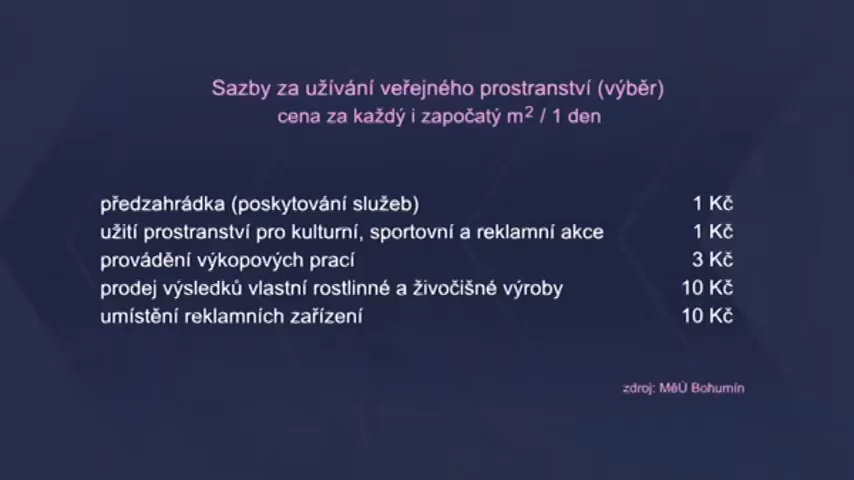 Sazby za užívání veřejného prostranství (výběr)
cena za každý i započatý m² / 1 den
předzahrádka (poskytování služeb) 1 Kč
užití prostranství pro kulturní, sportovní a reklamní akce 1 Kč
provádění výkopových prací 3 Kč
prodej výsledků vlastní rostlinné a živočišné výroby 10 Kč
umístění reklamních zařízení 10 Kč
zdroj: MěÚ Bohumín